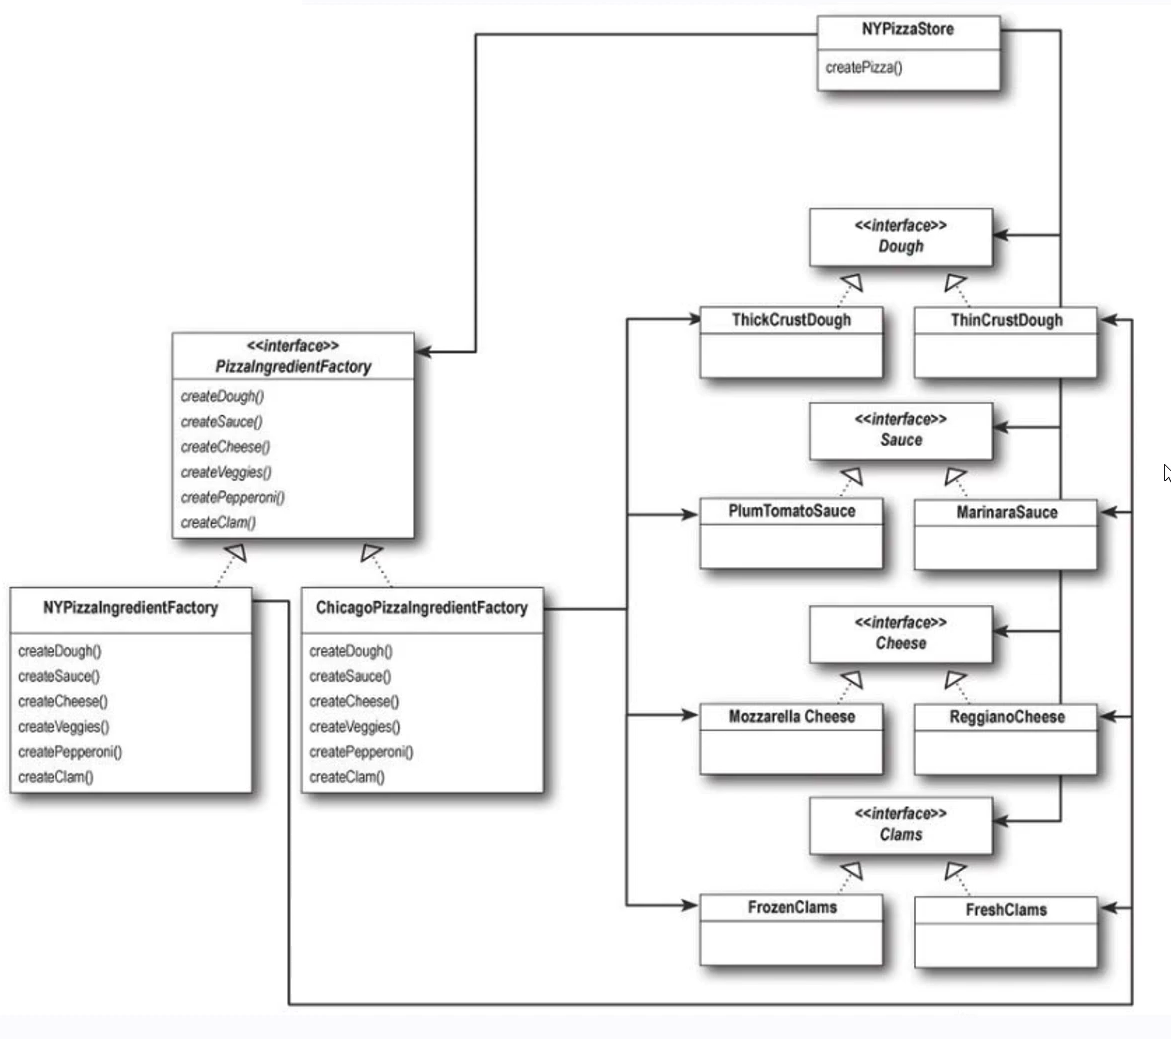 NYPizzaStore
createPizza()
<<interface>>
Dough
ThickCrustDough
ThinCrustDough
<<interface>>
PizzaIngredientFactory
createDough()
createSauce()
createCheese()
createVeggies()
createPepperoni()
createClam()
<<interface>>
Sauce
PlumTomatoSauce
MarinaraSauce
NYPizzaIngredientFactory
createDough()
createSauce()
createCheese()
createVeggies()
createPepperoni()
createClam()
ChicagoPizzaIngredientFactory
createDough()
createSauce()
createCheese()
createVeggies()
createPepperoni()
createClam()
<<interface>>
Cheese
Mozzarella Cheese
ReggianoCheese
<<interface>>
Clams
FrozenClams
FreshClams